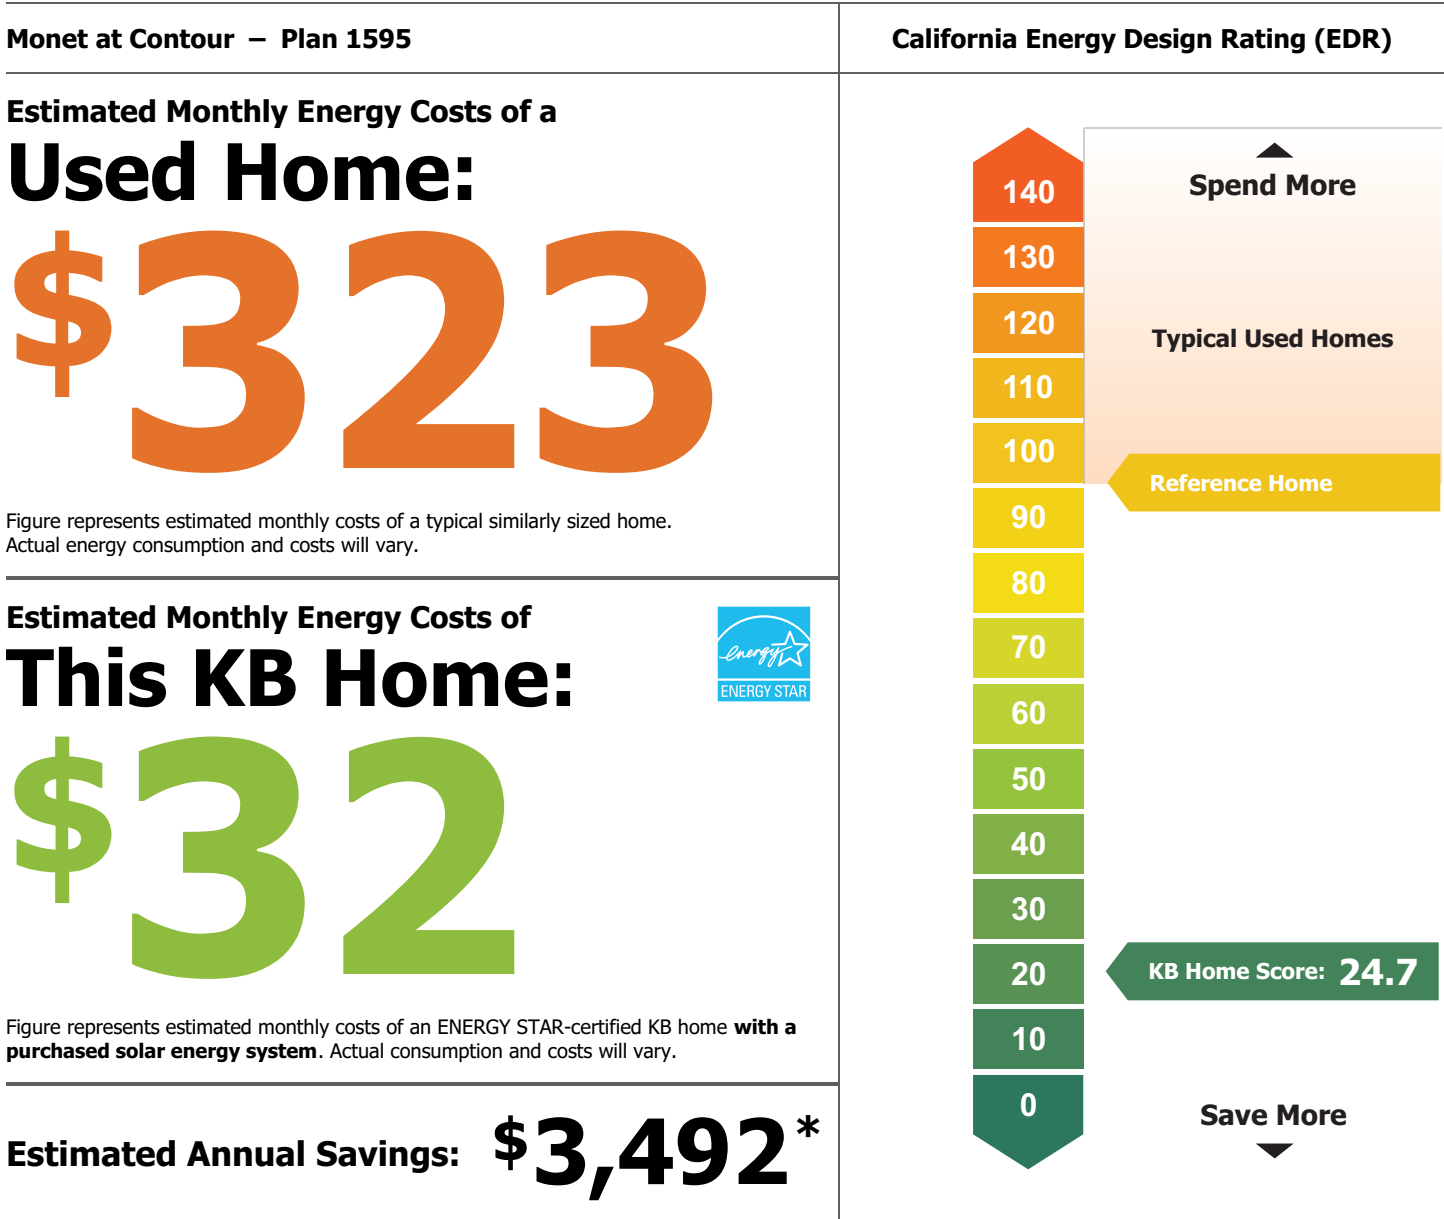 Monet at Contour – Plan 1595
Estimated Monthly Energy Costs of a
Used Home:
$323
Figure represents estimated monthly costs of a typical similarly sized home.
Actual energy consumption and costs will vary.
Estimated Monthly Energy Costs of
This KB Home:
energy
ENERGY STAR
$32
Figure represents estimated monthly costs of an ENERGY STAR-certified KB home with a
purchased solar energy system. Actual consumption and costs will vary.
Estimated Annual Savings: $3,492*
California Energy Design Rating (EDR)
140
Spend More
130
120
Typical Used Homes
110
100
Reference Home
90
80
70
60
50
40
30
20
KB Home Score: 24.7
10
0
Save More